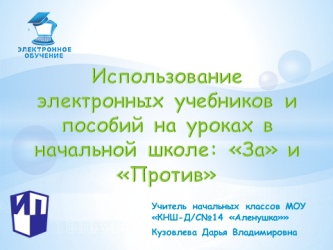 ЭЛЕКТРОННОЕ
ОБУЧЕНИЕ
Использование
электронных учебников и
пособий на уроках в
начальной школе: «За» и
«Против»
Учитель начальных классов МОУ
«КНШ-Д/С№14 «Аленушка»»
Кузовлева Дарья Владимировна
ИП